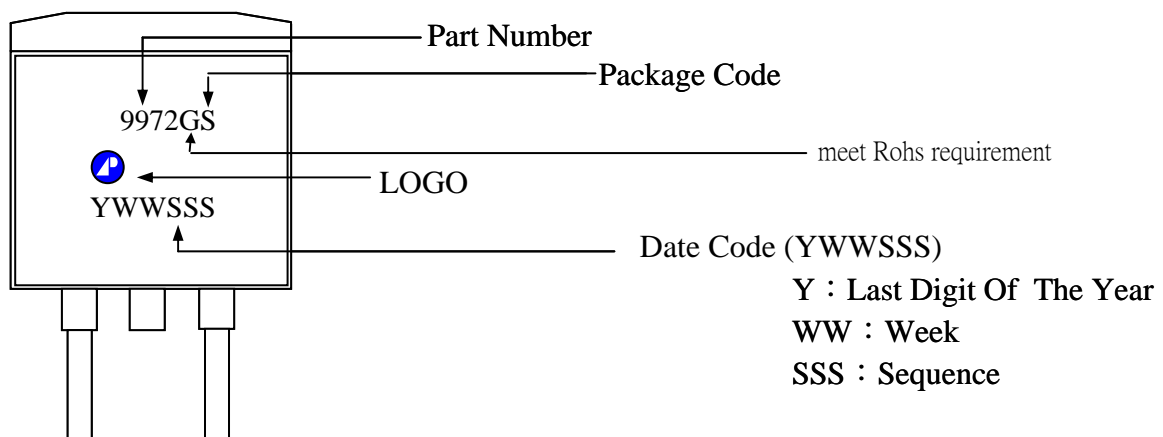 Part Number
Package Code
9972GS
meet Rohs requirement
LOGO
YWWSSS
Date Code (YWWSSS)
Y：Last Digit Of The Year
WW：Week
SSS：Sequence